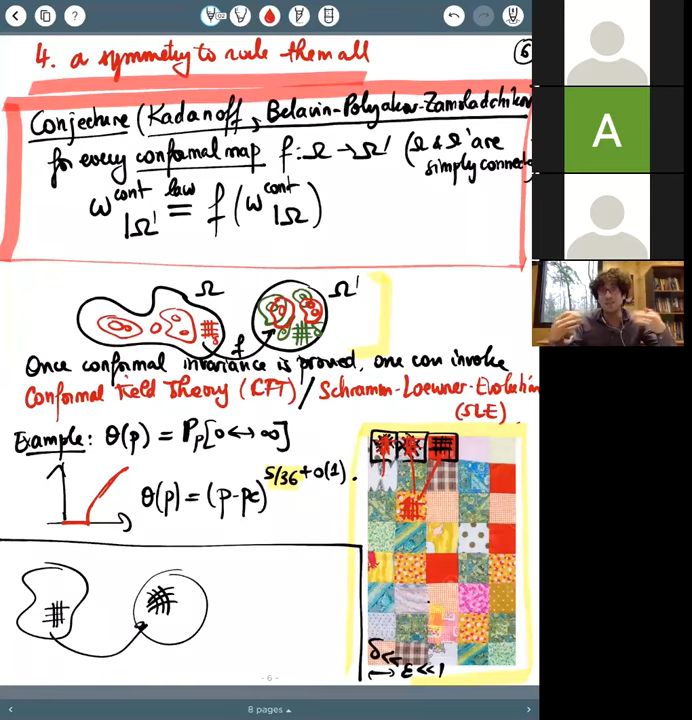 4. a symmetry to rule them all
6
Conjecture (Kadanoff, Belavin-Polyakov-Zamolodchikov
for every conformal map f: Ω → Ω' (Ω & Ω' are
simply connected
ω^cont_|Ω' law= f(ω^cont_|Ω)
Ω
Ω'
f
Once conformal invariance is proved, one can invoke
Conformal Field Theory (CFT) / Schramm-Loewner-Evolution
(SLE)
Example: θ(p) = P_p[0 ↔ ∞]
θ(p) = (p-pc)^5/36 + o(1).
δ << ε << 1
- 6 -
8 pages
A